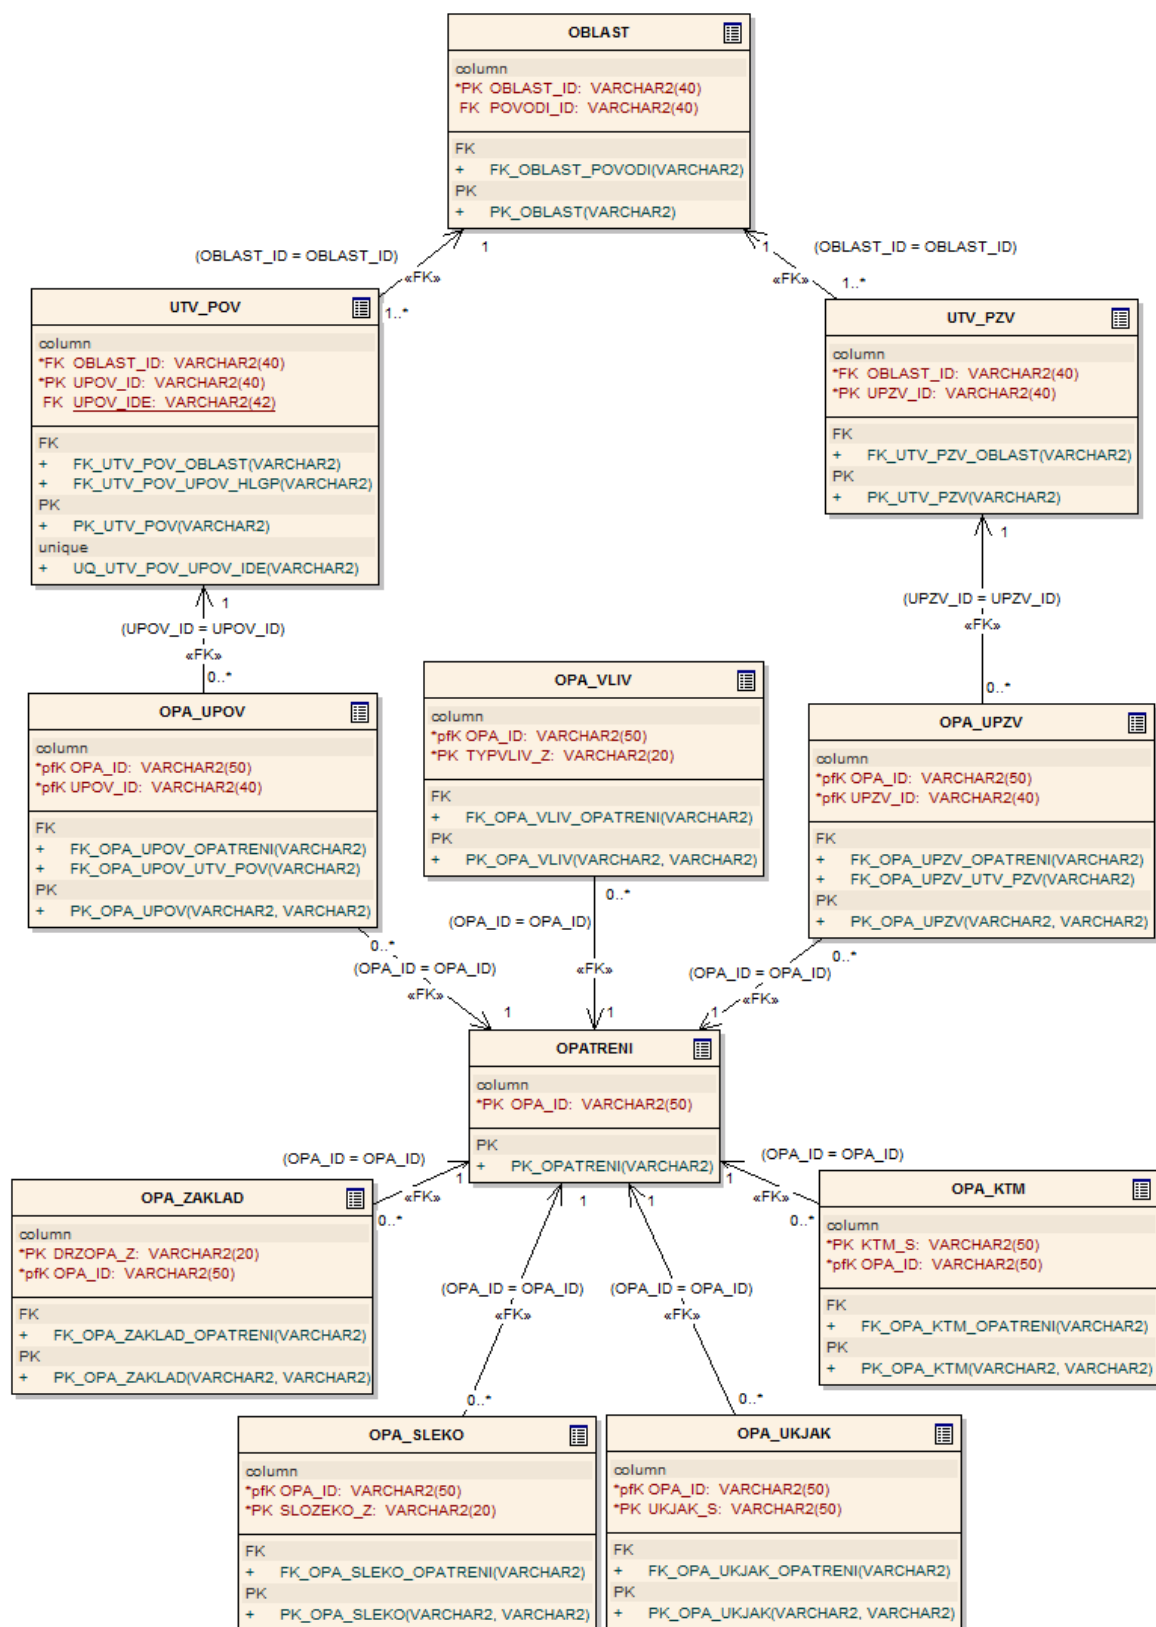 OBLAST
column
*PK OBLAST_ID: VARCHAR2(40)
FK POVODI_ID: VARCHAR2(40)
FK
+ FK_OBLAST_POVODI(VARCHAR2)
PK
+ PK_OBLAST(VARCHAR2)
1
(OBLAST_ID = OBLAST_ID)
«FK»
1..*
1
(OBLAST_ID = OBLAST_ID)
«FK»
1..*
UTV_POV
column
*FK OBLAST_ID: VARCHAR2(40)
*PK UPOV_ID: VARCHAR2(40)
FK UPOV_IDE: VARCHAR2(42)
FK
+ FK_UTV_POV_OBLAST(VARCHAR2)
+ FK_UTV_POV_UPOV_HLGP(VARCHAR2)
PK
+ PK_UTV_POV(VARCHAR2)
unique
+ UQ_UTV_POV_UPOV_IDE(VARCHAR2)
UTV_PZV
column
*FK OBLAST_ID: VARCHAR2(40)
*PK UPZV_ID: VARCHAR2(40)
FK
+ FK_UTV_PZV_OBLAST(VARCHAR2)
PK
+ PK_UTV_PZV(VARCHAR2)
1
(UPOV_ID = UPOV_ID)
«FK»
0..*
1
(UPZV_ID = UPZV_ID)
«FK»
0..*
OPA_UPOV
column
*pfK OPA_ID: VARCHAR2(50)
*pfK UPOV_ID: VARCHAR2(40)
FK
+ FK_OPA_UPOV_OPATRENI(VARCHAR2)
+ FK_OPA_UPOV_UTV_POV(VARCHAR2)
PK
+ PK_OPA_UPOV(VARCHAR2, VARCHAR2)
OPA_VLIV
column
*pfK OPA_ID: VARCHAR2(50)
*PK TYPVLIV_Z: VARCHAR2(20)
FK
+ FK_OPA_VLIV_OPATRENI(VARCHAR2)
PK
+ PK_OPA_VLIV(VARCHAR2, VARCHAR2)
OPA_UPZV
column
*pfK OPA_ID: VARCHAR2(50)
*pfK UPZV_ID: VARCHAR2(40)
FK
+ FK_OPA_UPZV_OPATRENI(VARCHAR2)
+ FK_OPA_UPZV_UTV_PZV(VARCHAR2)
PK
+ PK_OPA_UPZV(VARCHAR2, VARCHAR2)
0..*
(OPA_ID = OPA_ID)
«FK»
1
0..*
(OPA_ID = OPA_ID)
«FK»
1
0..*
(OPA_ID = OPA_ID)
«FK»
1
OPATRENI
column
*PK OPA_ID: VARCHAR2(50)
PK
+ PK_OPATRENI(VARCHAR2)
(OPA_ID = OPA_ID)
1
«FK»
0..*
(OPA_ID = OPA_ID)
1
«FK»
0..*
OPA_ZAKLAD
column
*PK DRZOPA_Z: VARCHAR2(20)
*pfK OPA_ID: VARCHAR2(50)
FK
+ FK_OPA_ZAKLAD_OPATRENI(VARCHAR2)
PK
+ PK_OPA_ZAKLAD(VARCHAR2, VARCHAR2)
OPA_KTM
column
*PK KTM_S: VARCHAR2(50)
*pfK OPA_ID: VARCHAR2(50)
FK
+ FK_OPA_KTM_OPATRENI(VARCHAR2)
PK
+ PK_OPA_KTM(VARCHAR2, VARCHAR2)
1
(OPA_ID = OPA_ID)
«FK»
0..*
1
(OPA_ID = OPA_ID)
«FK»
0..*
OPA_SLEKO
column
*pfK OPA_ID: VARCHAR2(50)
*PK SLOZEKO_Z: VARCHAR2(20)
FK
+ FK_OPA_SLEKO_OPATRENI(VARCHAR2)
PK
+ PK_OPA_SLEKO(VARCHAR2, VARCHAR2)
OPA_UKJAK
column
*pfK OPA_ID: VARCHAR2(50)
*PK UKJAK_S: VARCHAR2(50)
FK
+ FK_OPA_UKJAK_OPATRENI(VARCHAR2)
PK
+ PK_OPA_UKJAK(VARCHAR2, VARCHAR2)